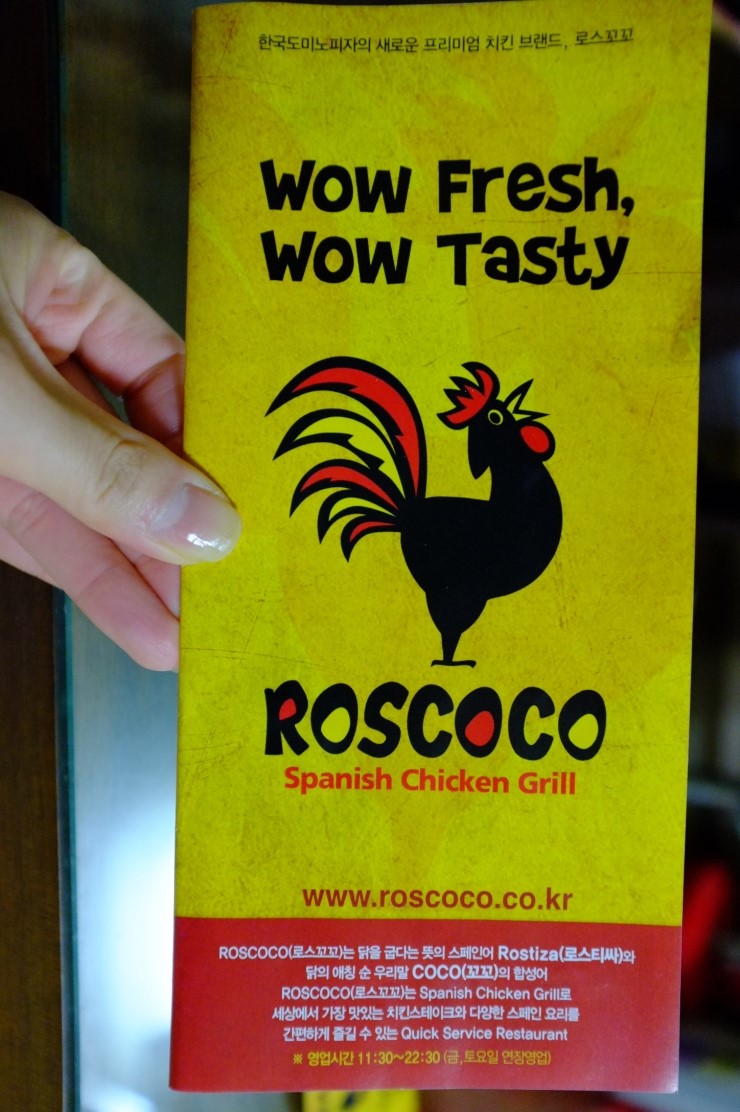 한국도미노피자의 새로운 프리미엄 치킨 브랜드, 로스꼬꼬
Wow Fresh,
Wow Tasty
ROSCOCO
Spanish Chicken Grill
www.roscoco.co.kr
ROSCOCO(로스꼬꼬)는 닭을 굽다는 뜻의 스페인어 Rostiza(로스티싸)와
닭의 애칭 순 우리말 COCO(꼬꼬)의 합성어
ROSCOCO(로스꼬꼬)는 Spanish Chicken Grill로
세상에서 가장 맛있는 치킨스테이크와 다양한 스페인 요리를
간편하게 즐길 수 있는 Quick Service Restaurant
※ 영업시간 11:30~22:30 (금,토요일 연장영업)